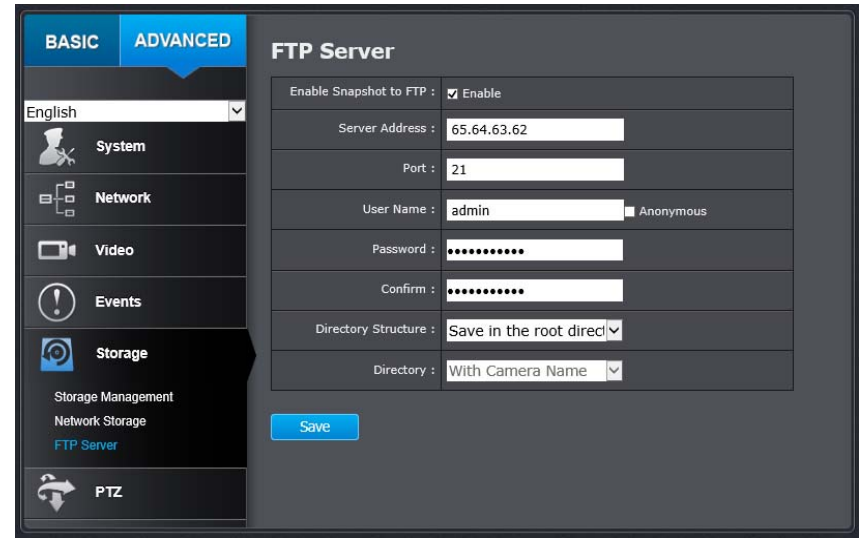 BASIC ADVANCED
English
System
Network
Video
Events
Storage
Storage Management
Network Storage
FTP Server
PTZ
FTP Server
Enable Snapshot to FTP : Enable
Server Address : 65.64.63.62
Port : 21
User Name : admin Anonymous
Password : •••••••••••
Confirm : •••••••••••
Directory Structure : Save in the root direct
Directory : With Camera Name
Save